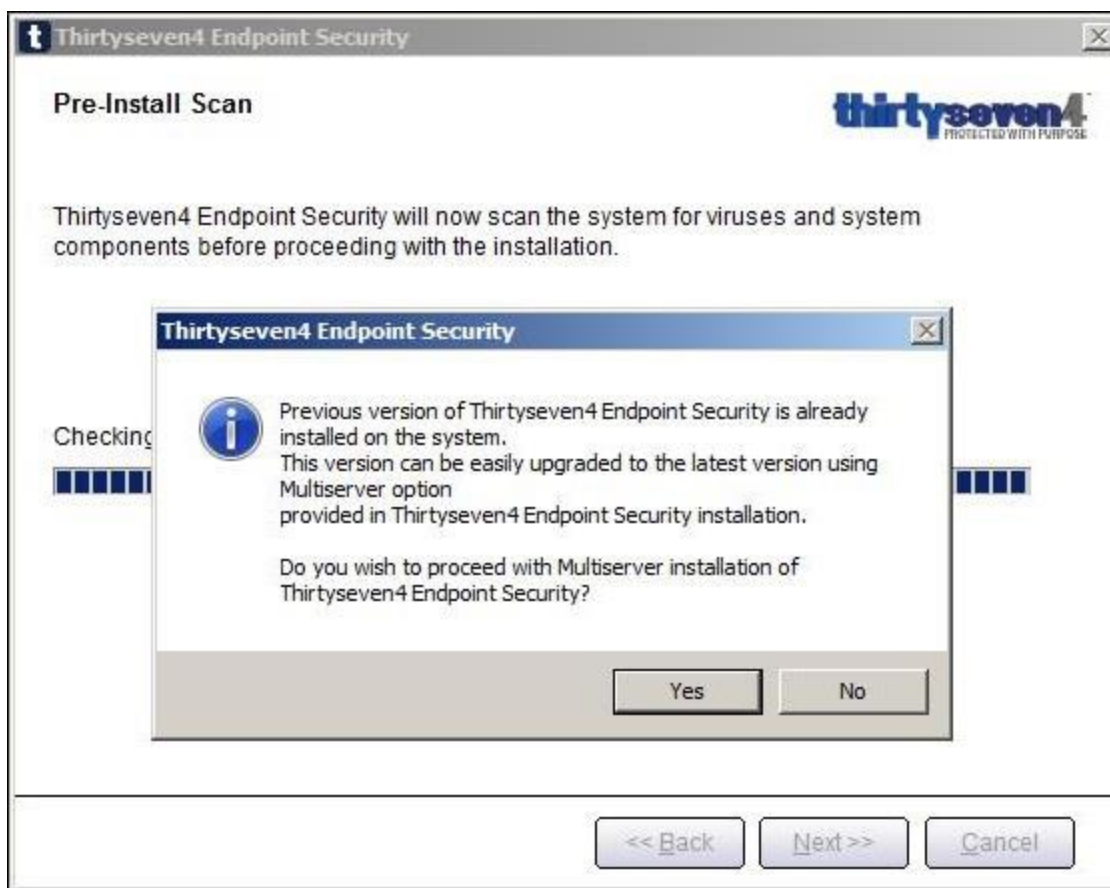 t Thirtyseven4 Endpoint Security
Pre-Install Scan
thirtyseven4
PROTECTED WITH PURPOSE
Thirtyseven4 Endpoint Security will now scan the system for viruses and system
components before proceeding with the installation.
Thirtyseven4 Endpoint Security
Previous version of Thirtyseven4 Endpoint Security is already
installed on the system.
This version can be easily upgraded to the latest version using
Multiserver option
provided in Thirtyseven4 Endpoint Security installation.
Checking
Do you wish to proceed with Multiserver installation of
Thirtyseven4 Endpoint Security?
Yes No
<< Back Next >> Cancel